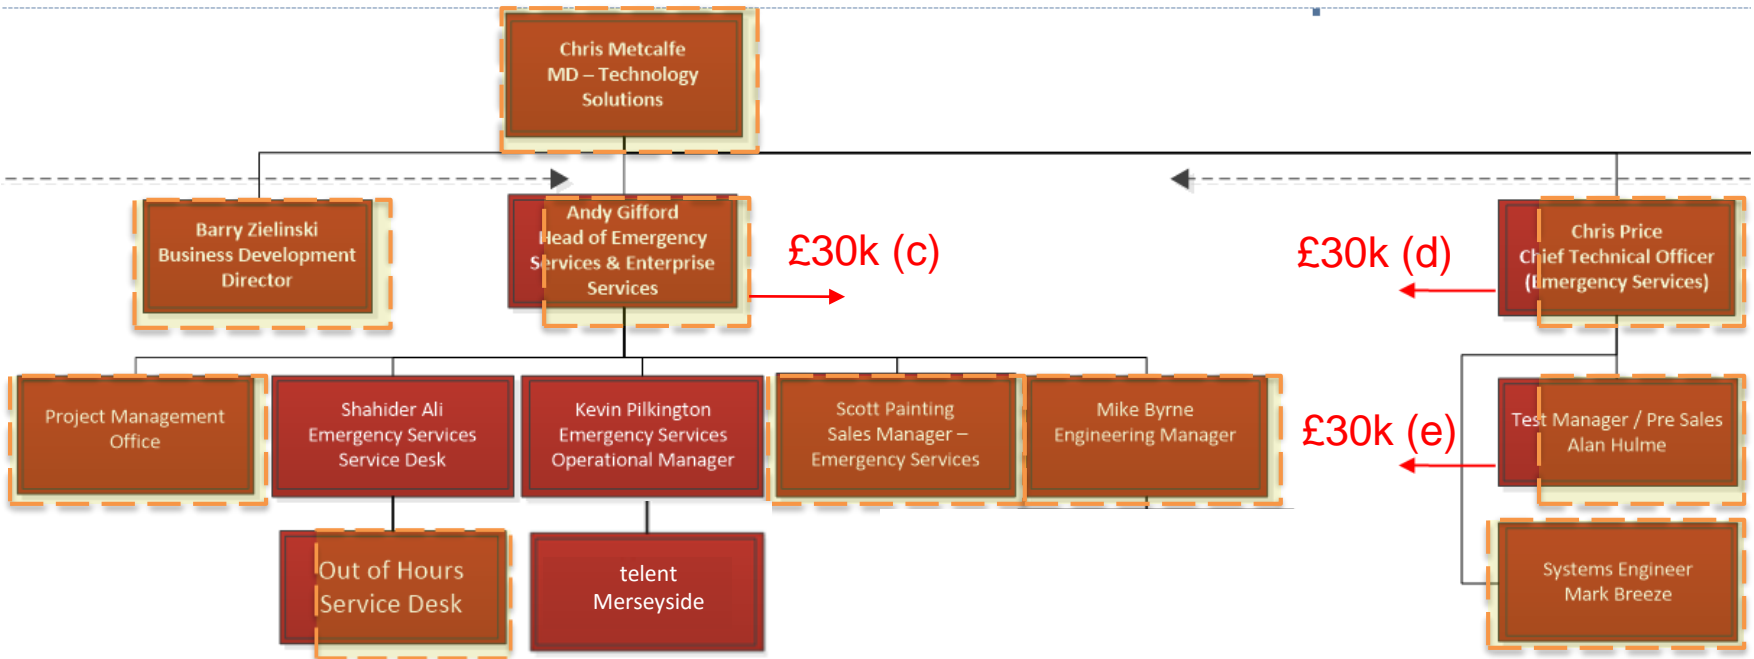 Chris Metcalfe
MD – Technology
Solutions
Barry Zielinski
Business Development
Director
Andy Gifford
Head of Emergency
Services & Enterprise
Services
£30k (c)
£30k (d)
Chris Price
Chief Technical Officer
(Emergency Services)
Project Management
Office
Shahider Ali
Emergency Services
Service Desk
Kevin Pilkington
Emergency Services
Operational Manager
Scott Painting
Sales Manager –
Emergency Services
Mike Byrne
Engineering Manager
£30k (e)
Test Manager / Pre Sales
Alan Hulme
Out of Hours
Service Desk
telent
Merseyside
Systems Engineer
Mark Breeze